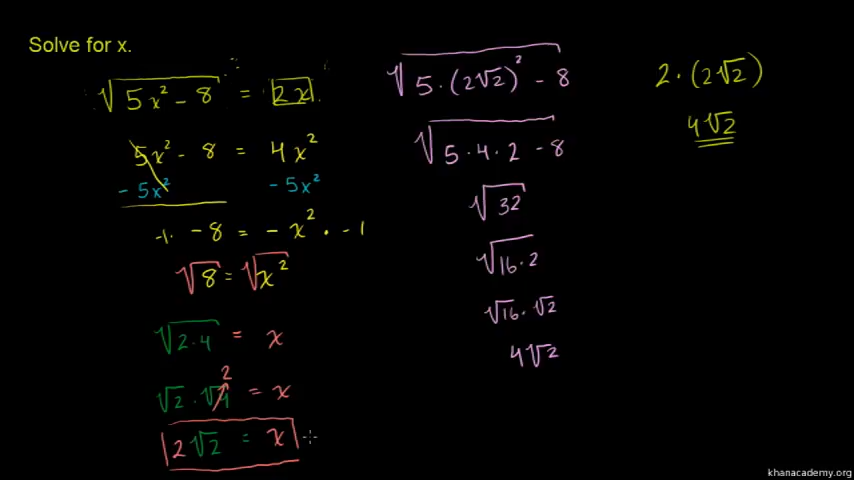 Solve for x.
√(5x² - 8) = 2x
5x² - 8 = 4x²
- 5x² - 5x²
-1 · -8 = - x² · -1
√8 = √x²
√(2·4) = x
√2 · √4 2 = x
2√2 = x
√(5·(2√2)² - 8)
√(5·4·2 - 8)
√32
√(16·2)
√16 · √2
4√2
2·(2√2)
4√2
khanacademy.org